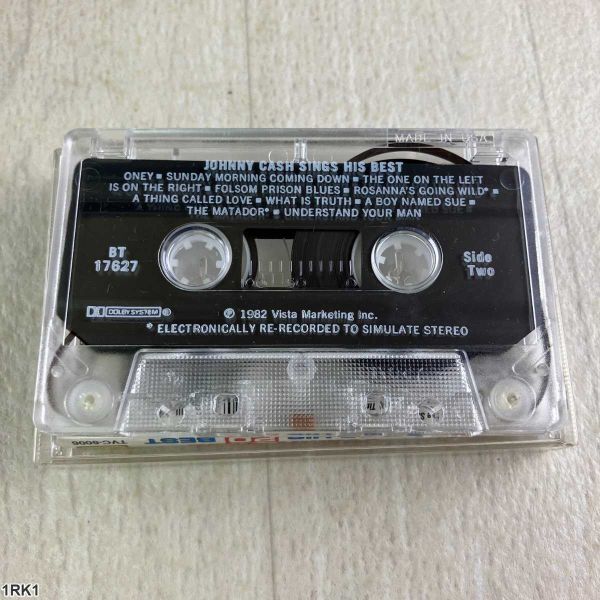 MADE IN USA
JOHNNY CASH SINGS HIS BEST
ONEY ▪ SUNDAY MORNING COMING DOWN ▪ THE ONE ON THE LEFT
IS ON THE RIGHT ▪ FOLSOM PRISON BLUES ▪ ROSANNA'S GOING WILD* ▪
A THING CALLED LOVE ▪ WHAT IS TRUTH ▪ A BOY NAMED SUE ▪
THE MATADOR* ▪ UNDERSTAND YOUR MAN
BT
17627
Side
Two
DOLBY SYSTEM
℗ 1982 Vista Marketing Inc.
* ELECTRONICALLY RE-RECORDED TO SIMULATE STEREO
TVC-8006
BEST
1RK1